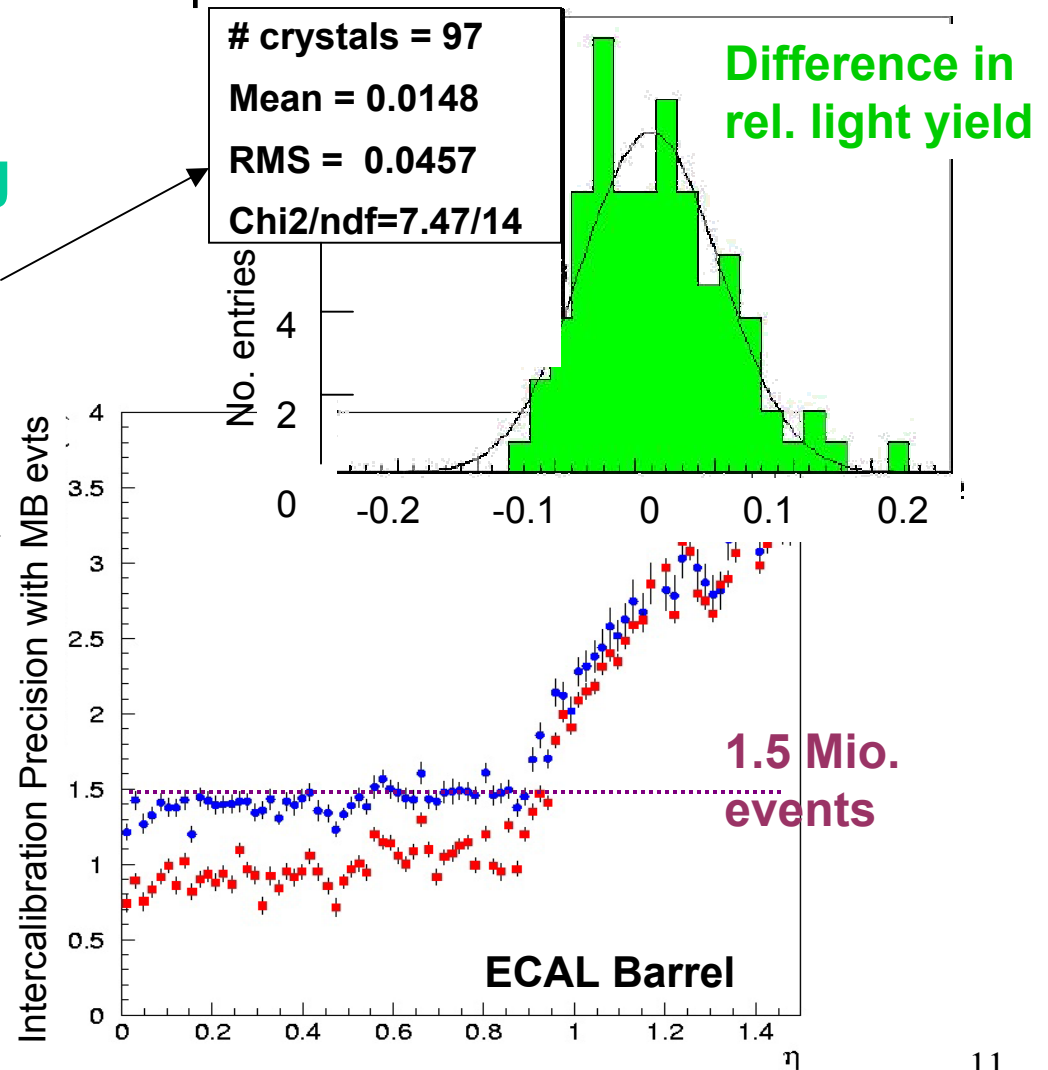 # crystals = 97
Mean = 0.0148
RMS = 0.0457
Chi2/ndf=7.47/14
Difference in
rel. light yield
No. entries
4
2
0
-0.2 -0.1 0 0.1 0.2
Intercalibration Precision with MB evts
4
3.5
3
2.5
2
1.5
1
0.5
0
1.5 Mio.
events
ECAL Barrel
0 0.2 0.4 0.6 0.8 1 1.2 1.4
η
11